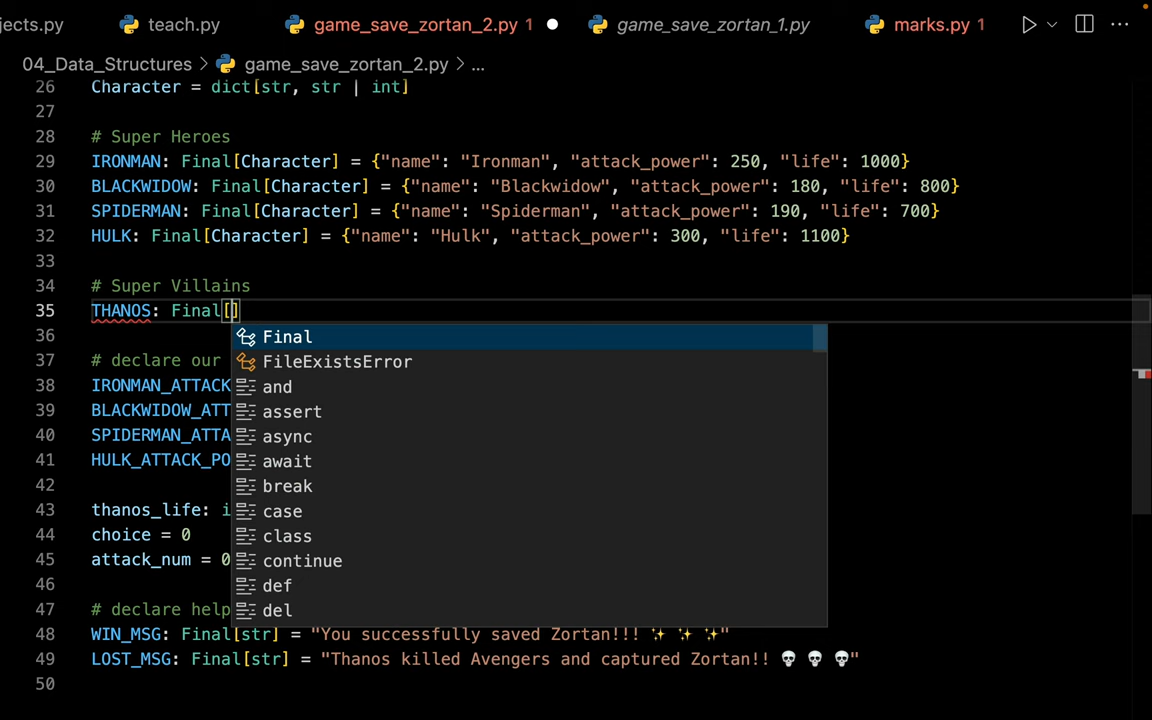 jects.py teach.py game_save_zortan_2.py 1 game_save_zortan_1.py marks.py 1
04_Data_Structures > game_save_zortan_2.py > ...
26 Character = dict[str, str | int]
27
28 # Super Heroes
29 IRONMAN: Final[Character] = {"name": "Ironman", "attack_power": 250, "life": 1000}
30 BLACKWIDOW: Final[Character] = {"name": "Blackwidow", "attack_power": 180, "life": 800}
31 SPIDERMAN: Final[Character] = {"name": "Spiderman", "attack_power": 190, "life": 700}
32 HULK: Final[Character] = {"name": "Hulk", "attack_power": 300, "life": 1100}
33
34 # Super Villains
35 THANOS: Final[]
Final
36
FileExistsError
37 # declare our
and
38 IRONMAN_ATTACK
assert
39 BLACKWIDOW_ATT
async
40 SPIDERMAN_ATTA
await
41 HULK_ATTACK_PO
break
42
case
43 thanos_life: i
class
44 choice = 0
continue
45 attack_num = 0
def
46
del
47 # declare help
48 WIN_MSG: Final[str] = "You successfully saved Zortan!!! ✨ ✨ ✨"
49 LOST_MSG: Final[str] = "Thanos killed Avengers and captured Zortan!! 💀 💀 💀"
50